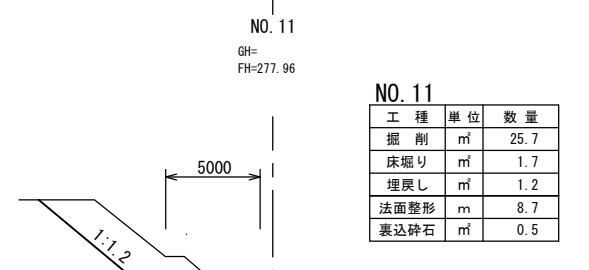 NO.11
GH=
FH=277.96
5000
1:1.2
NO.11
工 種 単 位 数 量
掘 削 ㎡ 25.7
床堀り ㎡ 1.7
埋戻し ㎡ 1.2
法面整形 m 8.7
裏込砕石 ㎡ 0.5